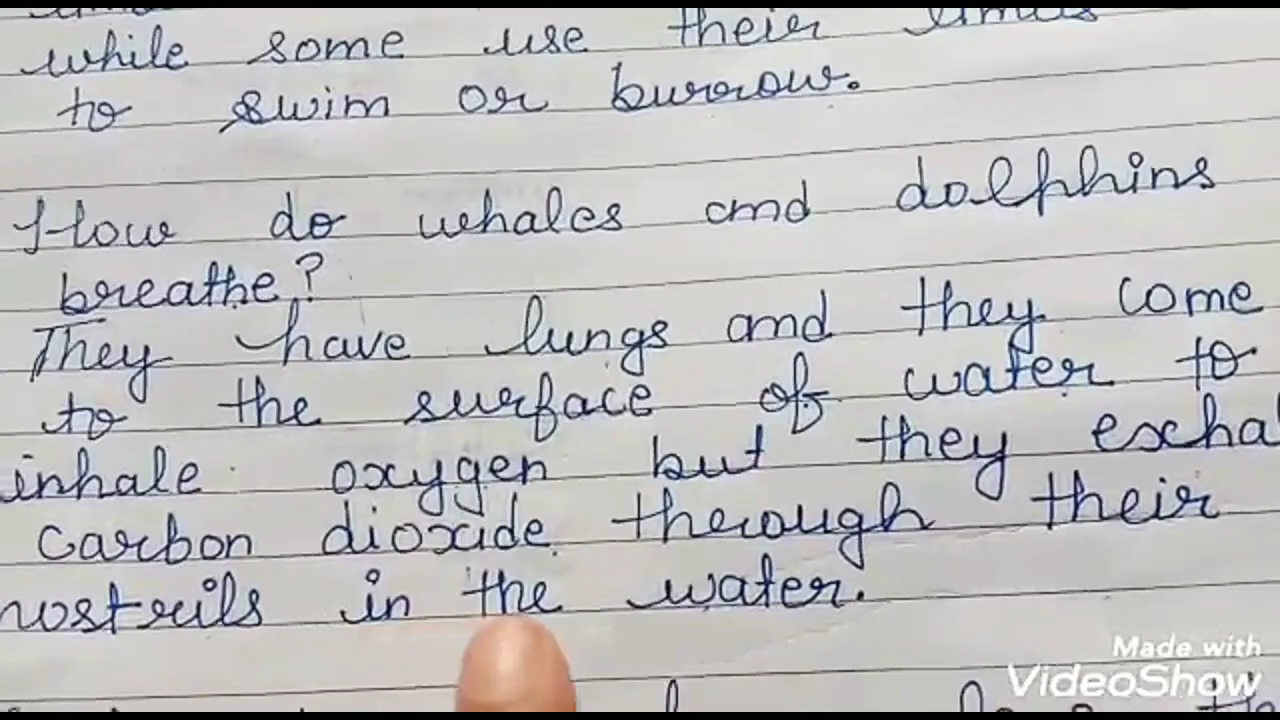 while some use their limbs
to swim or burrow.
How do whales and dolphins
breathe?
They have lungs and they come
to the surface of water to
inhale oxygen but they exha
carbon dioxide through their
nostrils in the water.
Made with
VideoShow